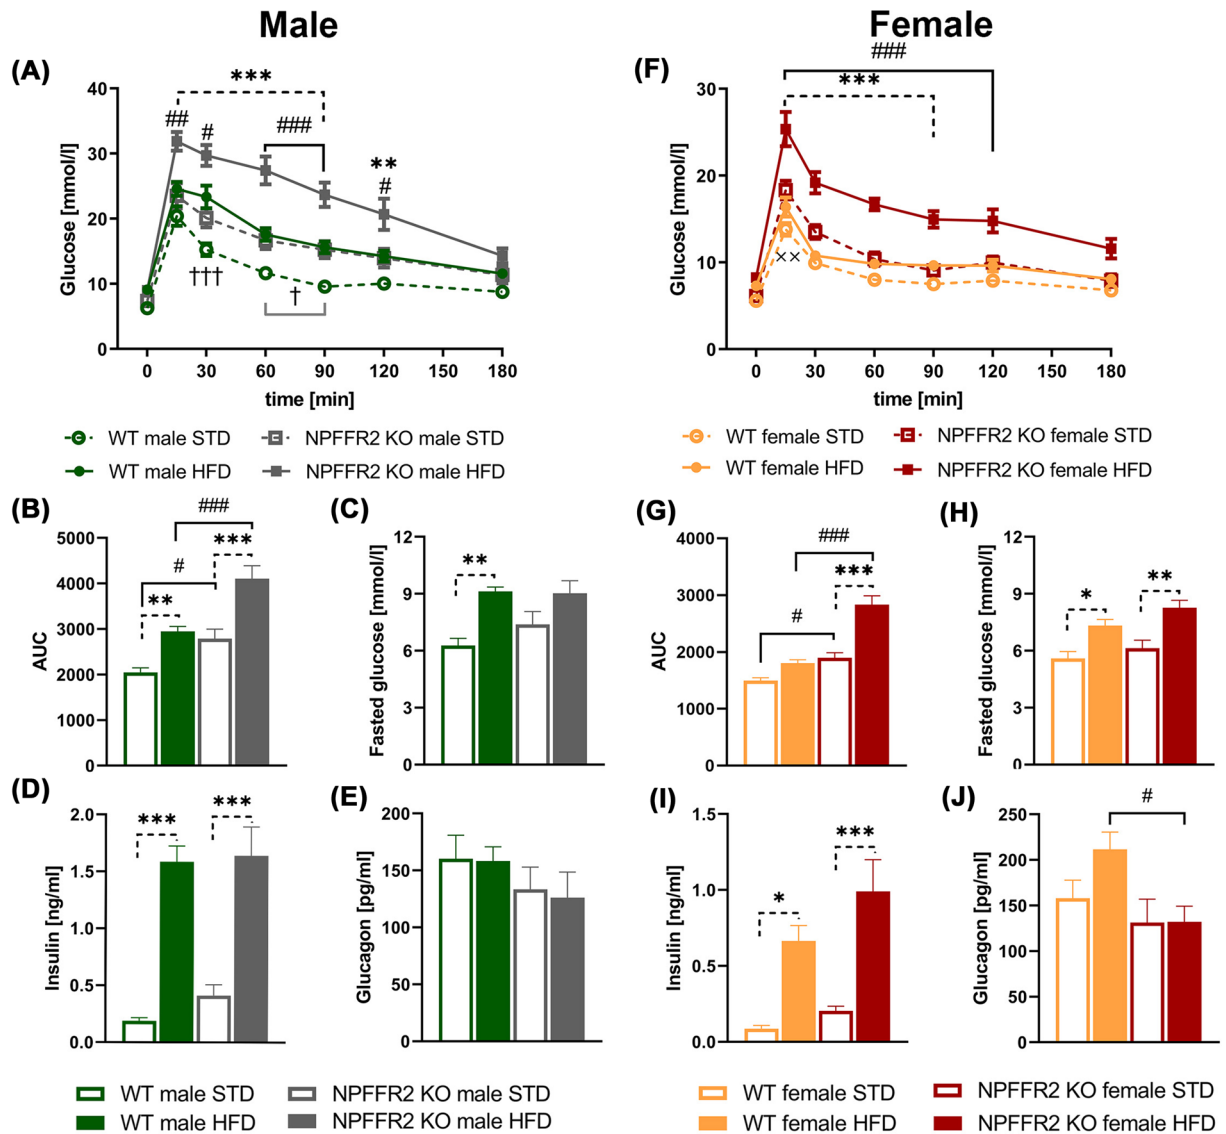 Male
Female
(A)
Glucose [mmol/l]
40
30
20
10
0
***
##
#
###
**
#
†††
†
0 30 60 90 120 150 180
time [min]
WT male STD
NPFFR2 KO male STD
WT male HFD
NPFFR2 KO male HFD
(F)
Glucose [mmol/l]
30
20
10
0
###
***
××
0 30 60 90 120 150 180
time [min]
WT female STD
NPFFR2 KO female STD
WT female HFD
NPFFR2 KO female HFD
(B)
AUC
5000
4000
3000
2000
1000
0
###
***
#
**
(C)
Fasted glucose [mmol/l]
12
9
6
3
0
**
(G)
AUC
4000
3000
2000
1000
0
###
***
#
(H)
Fasted glucose [mmol/l]
12
9
6
3
0
*
**
(D)
Insulin [ng/ml]
2.0
1.5
1.0
0.5
0.0
***
***
(E)
Glucagon [pg/ml]
200
150
100
50
0
(I)
Insulin [ng/ml]
1.5
1.0
0.5
0.0
*
***
(J)
Glucagon [pg/ml]
250
200
150
100
50
0
#
WT male STD
NPFFR2 KO male STD
WT male HFD
NPFFR2 KO male HFD
WT female STD
NPFFR2 KO female STD
WT female HFD
NPFFR2 KO female HFD